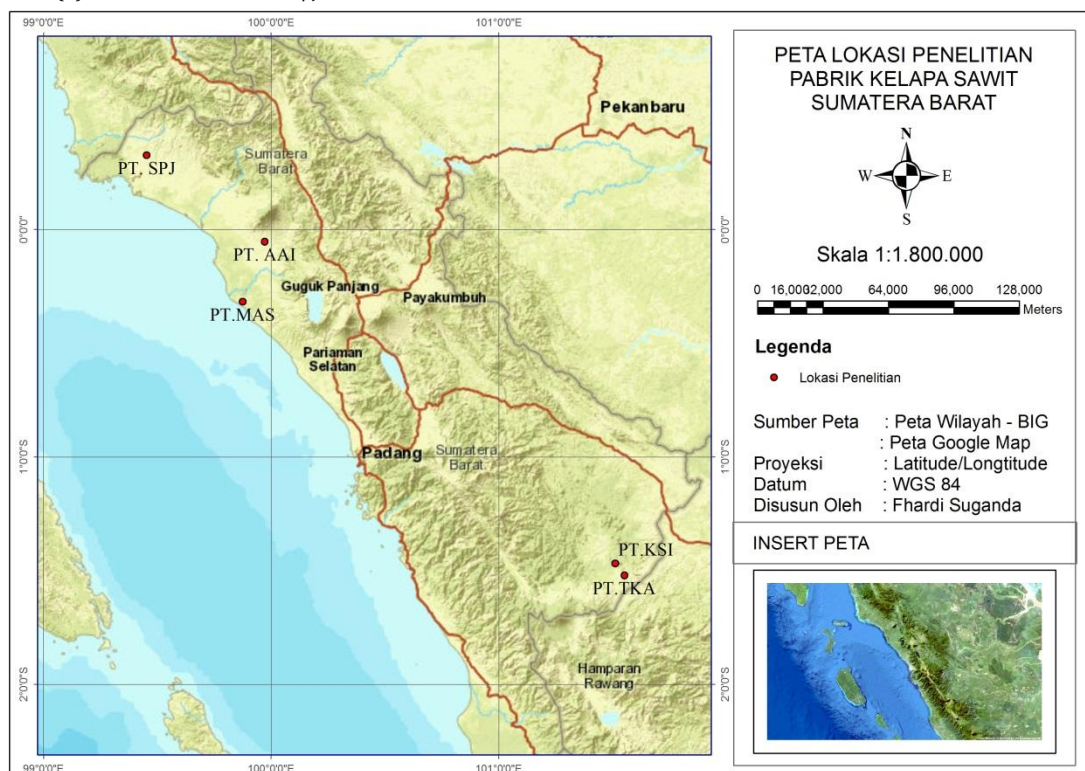 99°0'0"E
100°0'0"E
101°0'0"E
Pekanbaru
Sumatera
Barat
PT. SPJ
0°0'0"
0°0'0"
PT. AAI
Guguk Panjang
Payakumbuh
PT.MAS
Pariaman
Selatan
Padang
Sumatera
Barat
1°0'0"S
1°0'0"S
PT.KSI
PT.TKA
Hamparan
Rawang
2°0'0"S
2°0'0"S
99°0'0"E
100°0'0"E
101°0'0"E
PETA LOKASI PENELITIAN
PABRIK KELAPA SAWIT
SUMATERA BARAT
N
W E
S
Skala 1:1.800.000
0 16,000 32,000 64,000 96,000 128,000
Meters
Legenda
Lokasi Penelitian
Sumber Peta : Peta Wilayah - BIG
: Peta Google Map
Proyeksi : Latitude/Longtitude
Datum : WGS 84
Disusun Oleh : Fhardi Suganda
INSERT PETA